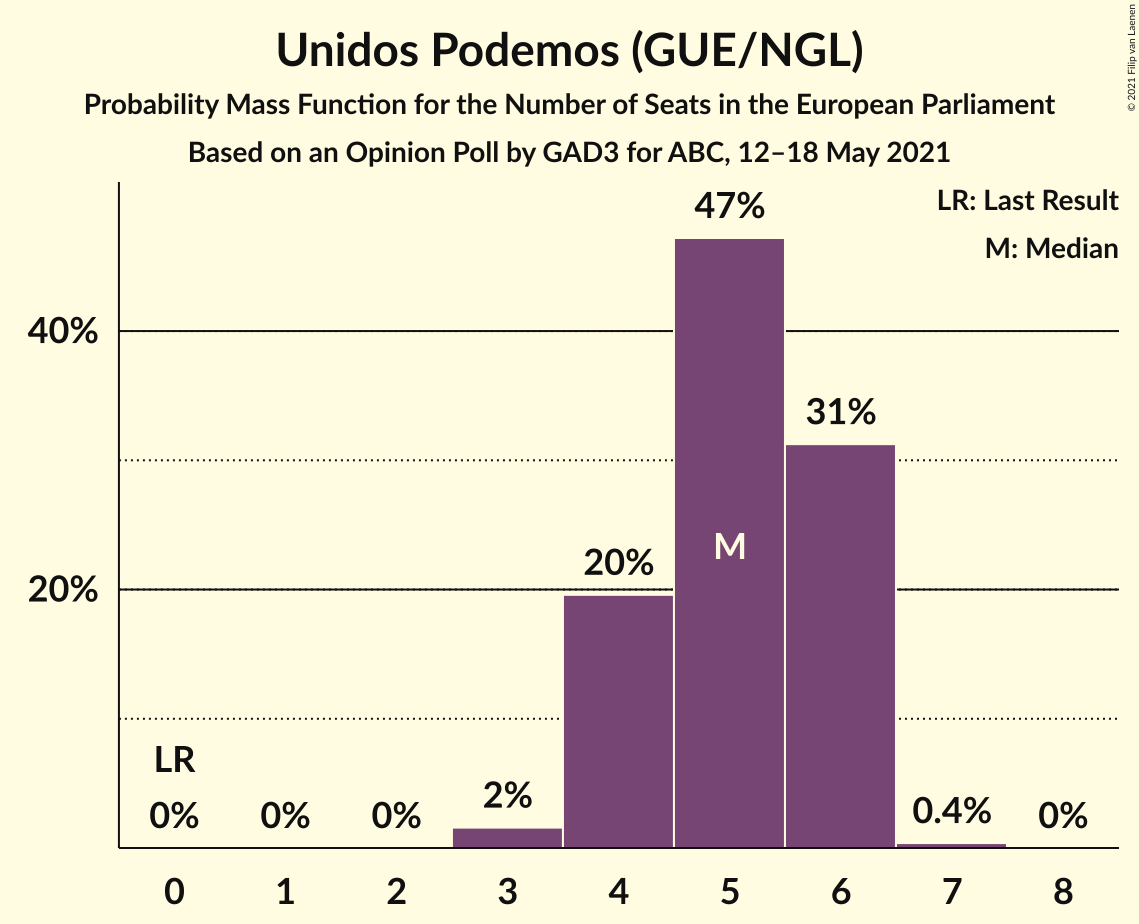 Unidos Podemos (GUE/NGL)
Probability Mass Function for the Number of Seats in the European Parliament
Based on an Opinion Poll by GAD3 for ABC, 12–18 May 2021
© 2021 Filip van Laenen
LR: Last Result
M: Median
47%
40%
31%
M
20%
20%
LR
0%
0%
0%
2%
0.4%
0%
0 1 2 3 4 5 6 7 8